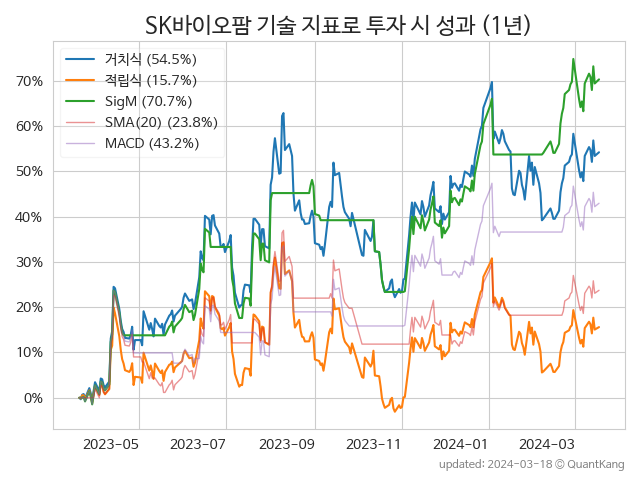 SK바이오팜 기술 지표로 투자 시 성과 (1년)
거치식 (54.5%)
적립식 (15.7%)
SigM (70.7%)
SMA(20) (23.8%)
MACD (43.2%)
70%
60%
50%
40%
30%
20%
10%
0%
2023-05 2023-07 2023-09 2023-11 2024-01 2024-03
updated: 2024-03-18 © QuantKang